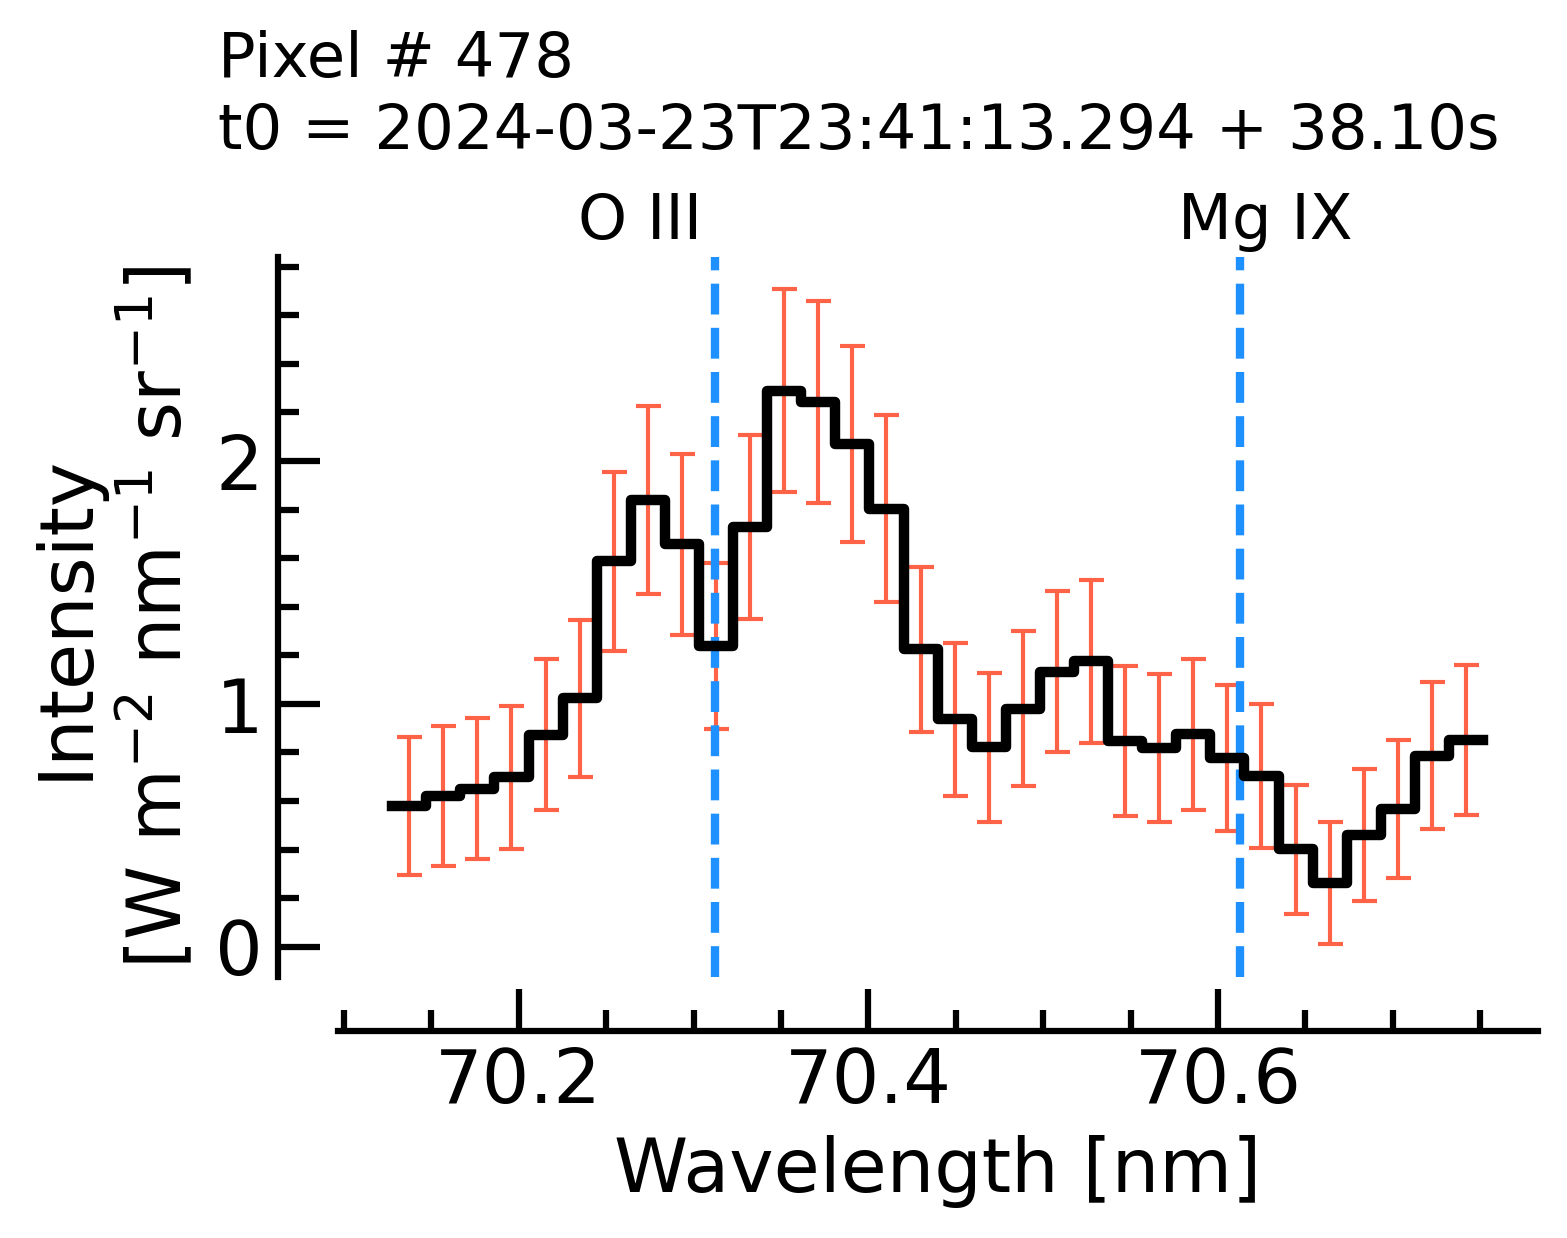 Pixel # 478
t0 = 2024-03-23T23:41:13.294 + 38.10s
O III
Mg IX
Intensity
[W m⁻² nm⁻¹ sr⁻¹]
2
1
0
70.2
70.4
70.6
Wavelength [nm]